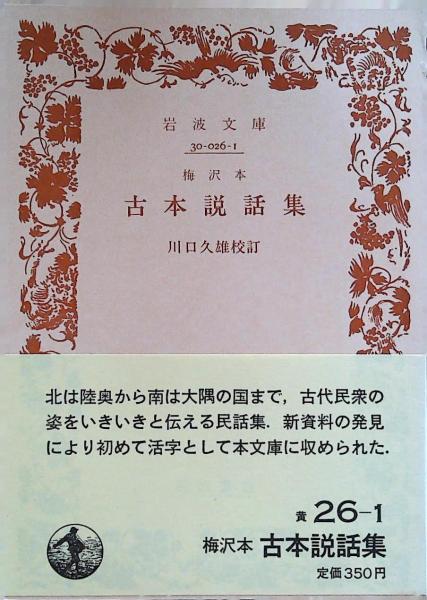 岩波文庫
30-026-1
梅沢本
古本説話集
川口久雄校訂
北は陸奥から南は大隅の国まで，古代民衆の
姿をいきいきと伝える民話集．新資料の発見
により初めて活字として本文庫に収められた．
黄 26-1
梅沢本 古本説話集
定価350円